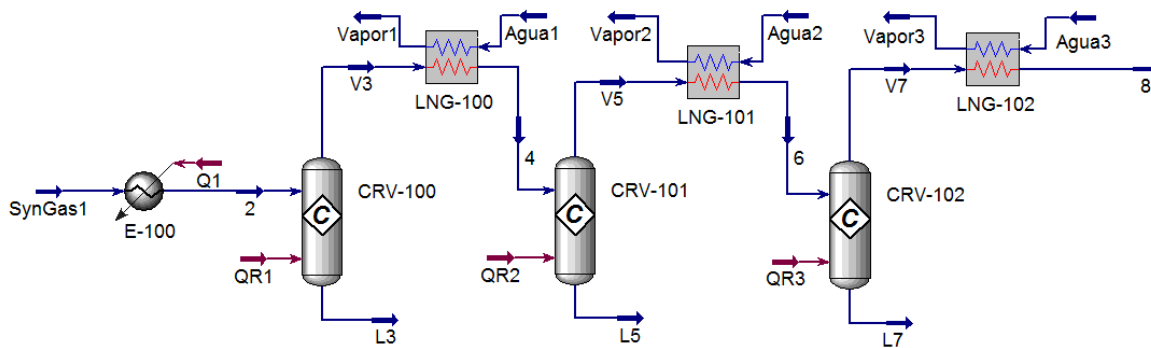 Vapor1
Agua1
Vapor2
Agua2
Vapor3
Agua3
V3
LNG-100
V5
LNG-101
V7
LNG-102
8
4
6
SynGas1
Q1
E-100
2
CRV-100
C
CRV-101
C
CRV-102
C
QR1
QR2
QR3
L3
L5
L7